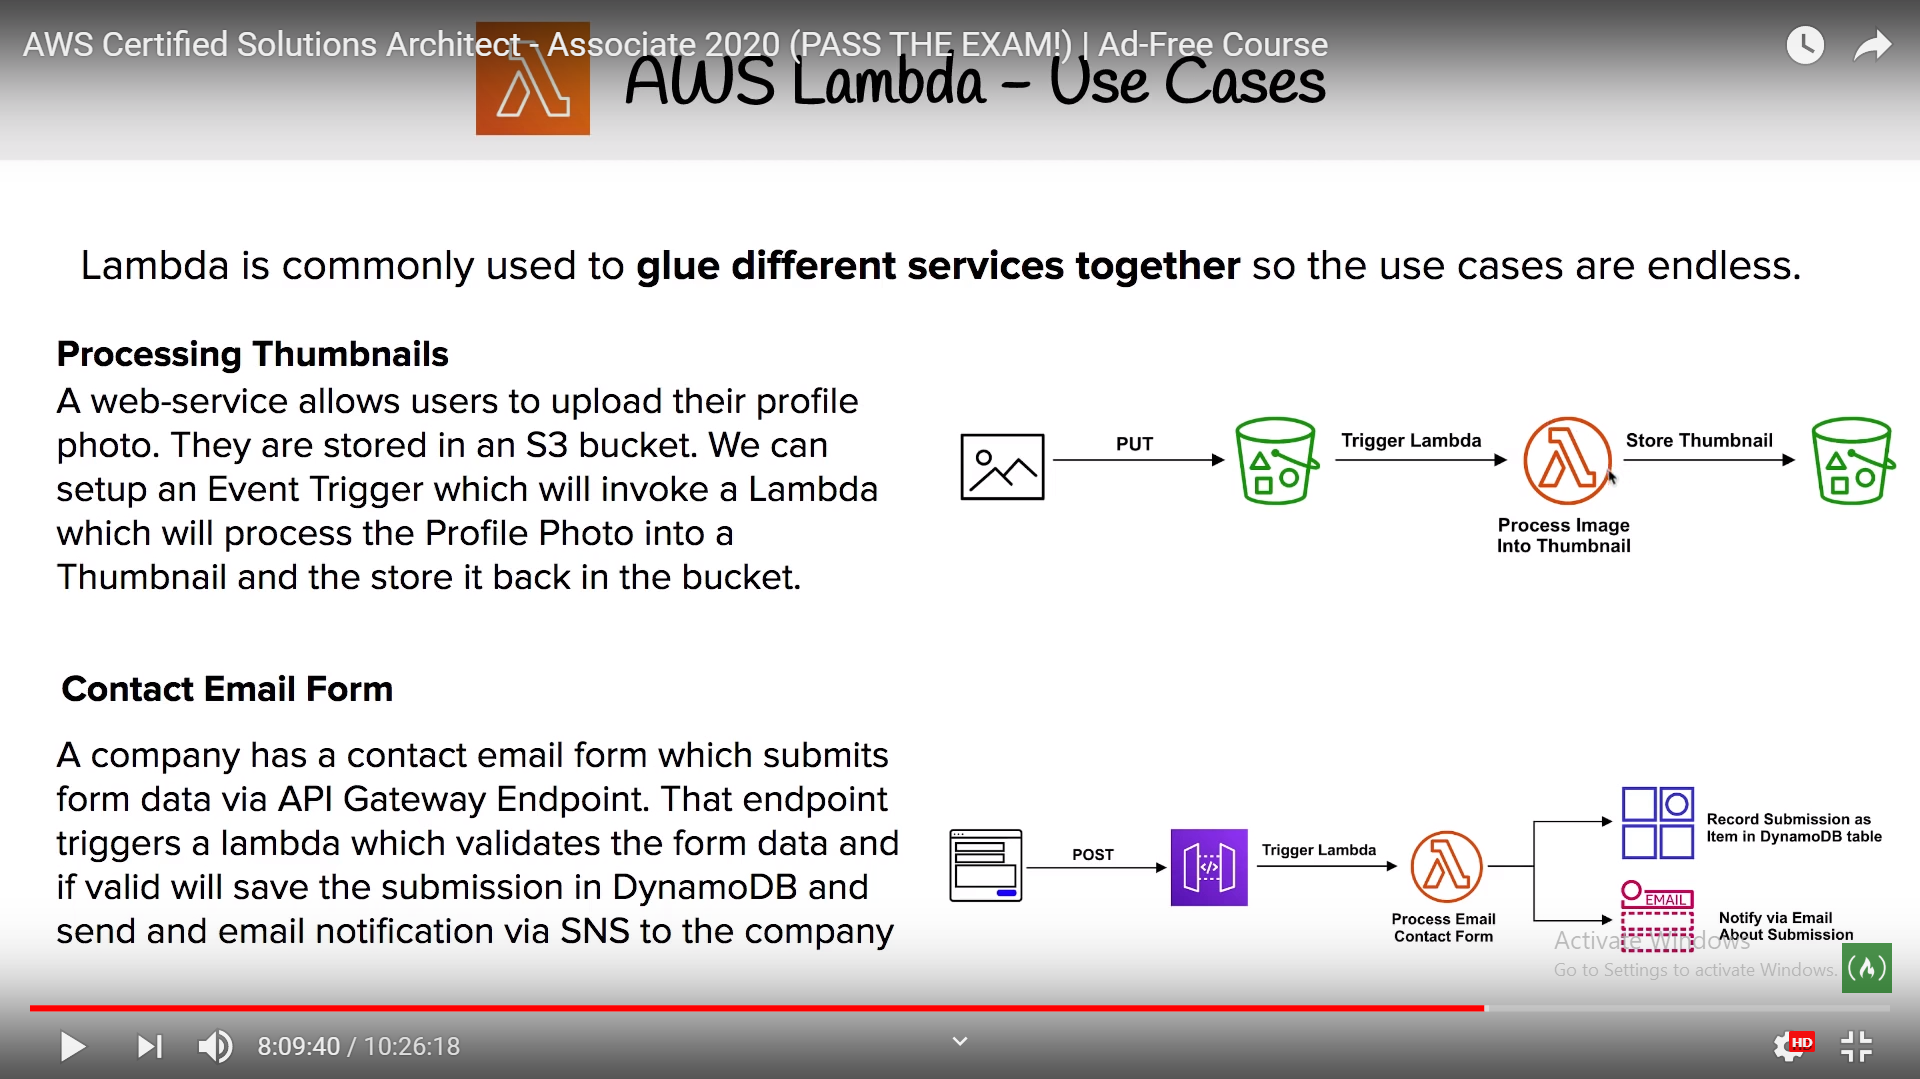 AWS Certified Solutions Architect - Associate 2020 (PASS THE EXAM!) | Ad-Free Course
AWS Lambda – Use Cases
Lambda is commonly used to glue different services together so the use cases are endless.
Processing Thumbnails
A web-service allows users to upload their profile
photo. They are stored in an S3 bucket. We can
setup an Event Trigger which will invoke a Lambda
which will process the Profile Photo into a
Thumbnail and the store it back in the bucket.
PUT
Trigger Lambda
Store Thumbnail
Process Image
Into Thumbnail
Contact Email Form
A company has a contact email form which submits
form data via API Gateway Endpoint. That endpoint
triggers a lambda which validates the form data and
if valid will save the submission in DynamoDB and
send and email notification via SNS to the company
POST
</>
Trigger Lambda
Process Email
Contact Form
Record Submission as
Item in DynamoDB table
EMAIL
Notify via Email
About Submission
Activate Windows
Go to Settings to activate Windows.
8:09:40 / 10:26:18
HD